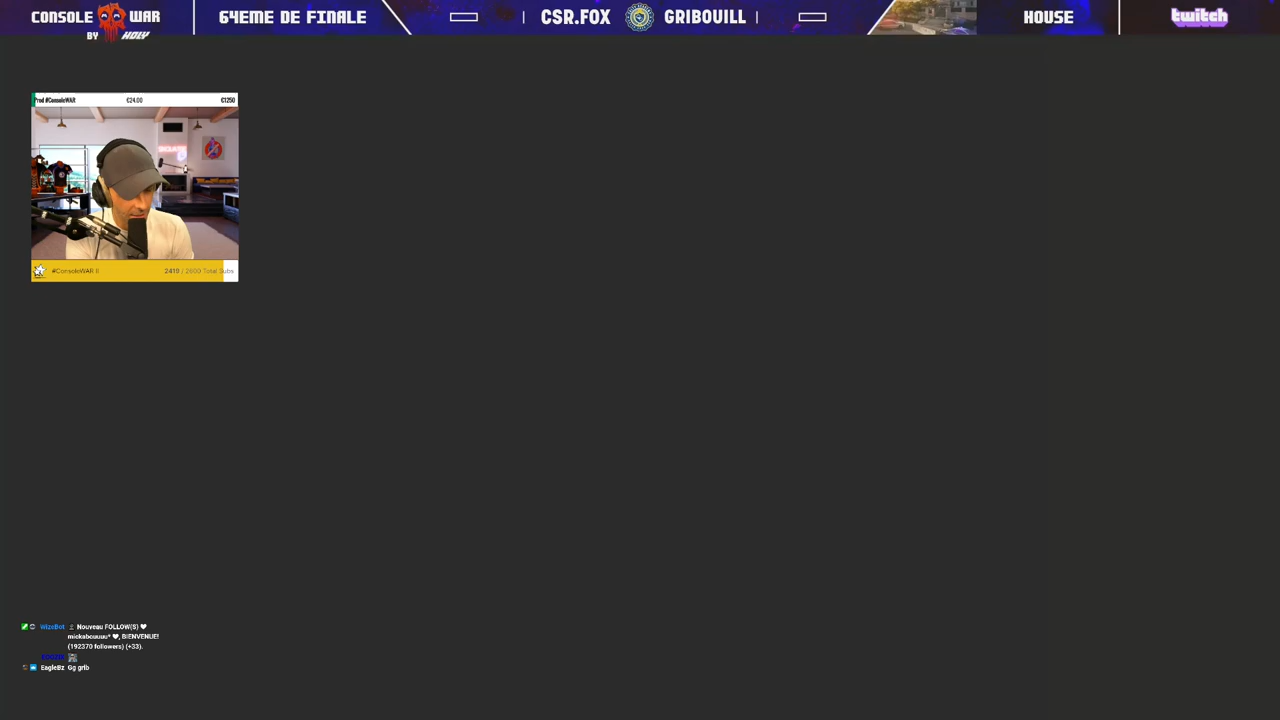 CONSOLE WAR
BY HOLY
64EME DE FINALE
CSR.FOX
GRIBOUILL
HOUSE
twitch
Prod #ConsoleWAR €24.00 €1250
#ConsoleWAR II 2419 / 2600 Total Subs
WizeBot Nouveau FOLLOW(S)
mickabouuuu* , BIENVENUE!
(192370 followers) (+33).
EagleBz Gg grib